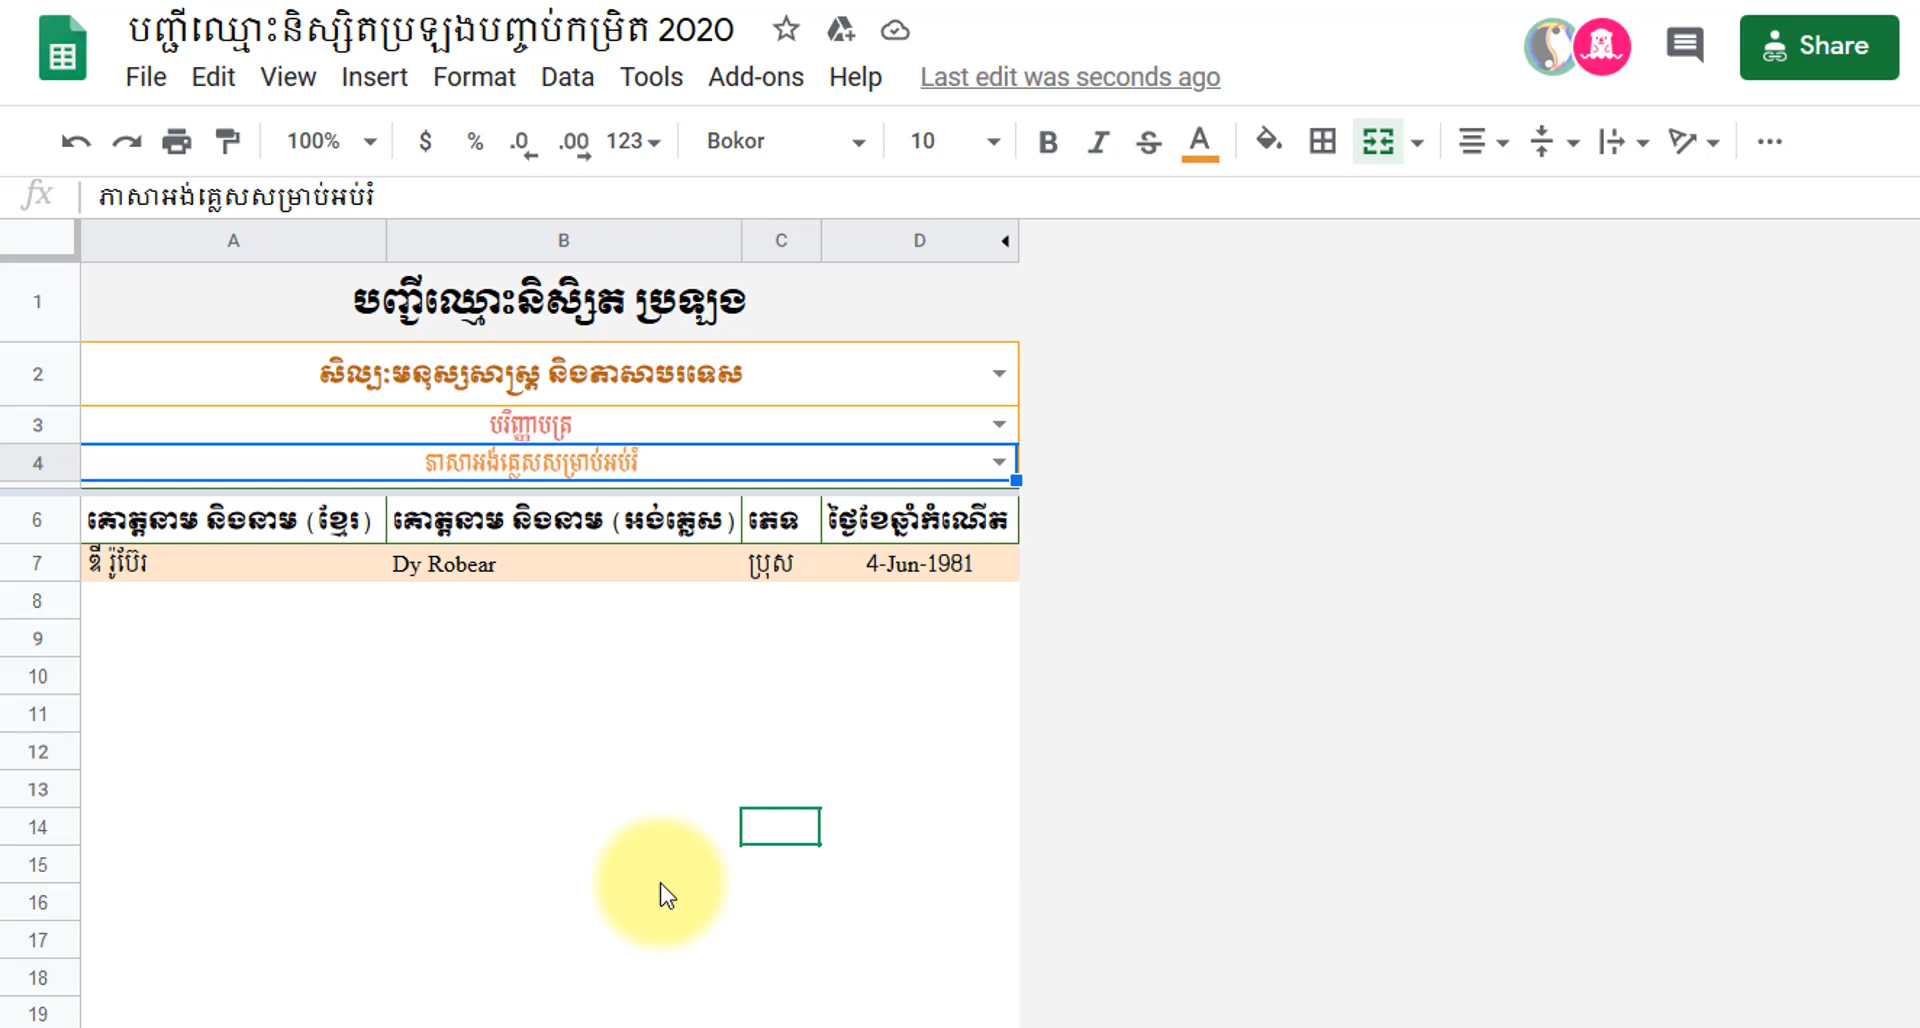 បញ្ជីឈ្មោះនិស្សិតប្រឡងបញ្ចប់កម្រិត 2020
File Edit View Insert Format Data Tools Add-ons Help Last edit was seconds ago
Share
100% $ % .0 .00 123 Bokor 10 B I S A
fx ភាសាអង់គ្លេសសម្រាប់អប់រំ
A B C D
1 បញ្ជីឈ្មោះនិស្សិត ប្រឡង
2 សិល្បៈមនុស្សសាស្ត្រ និងភាសាបរទេស
3 បរិញ្ញាបត្រ
4 ភាសាអង់គ្លេសសម្រាប់អប់រំ
6 គោត្តនាម និងនាម (ខ្មែរ) គោត្តនាម និងនាម (អង់គ្លេស) ភេទ ថ្ងៃខែឆ្នាំកំណើត
7 ឌី រ៉ូប៊ែរ Dy Robear ប្រុស 4-Jun-1981
8
9
10
11
12
13
14
15
16
17
18
19